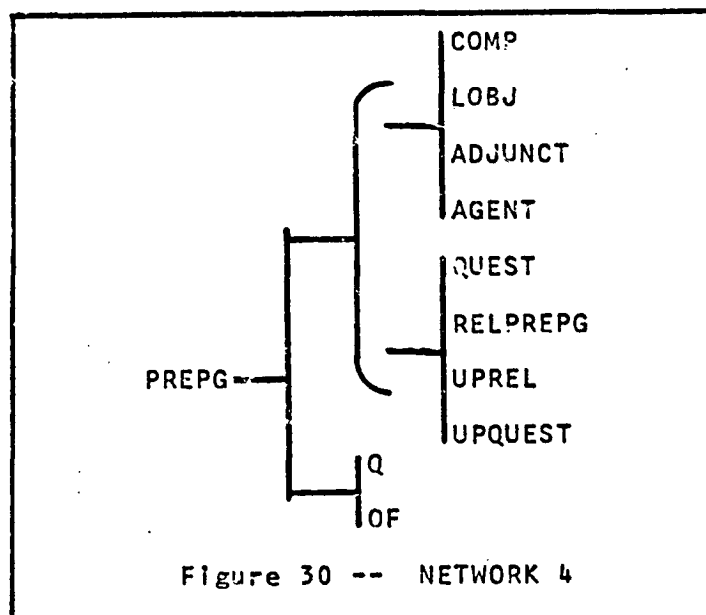 COMP
LOBJ
ADJUNCT
AGENT
QUEST
RELPREPG
PREPG
UPREL
UPQUEST
Q
OF
Figure 30 -- NETWORK 4